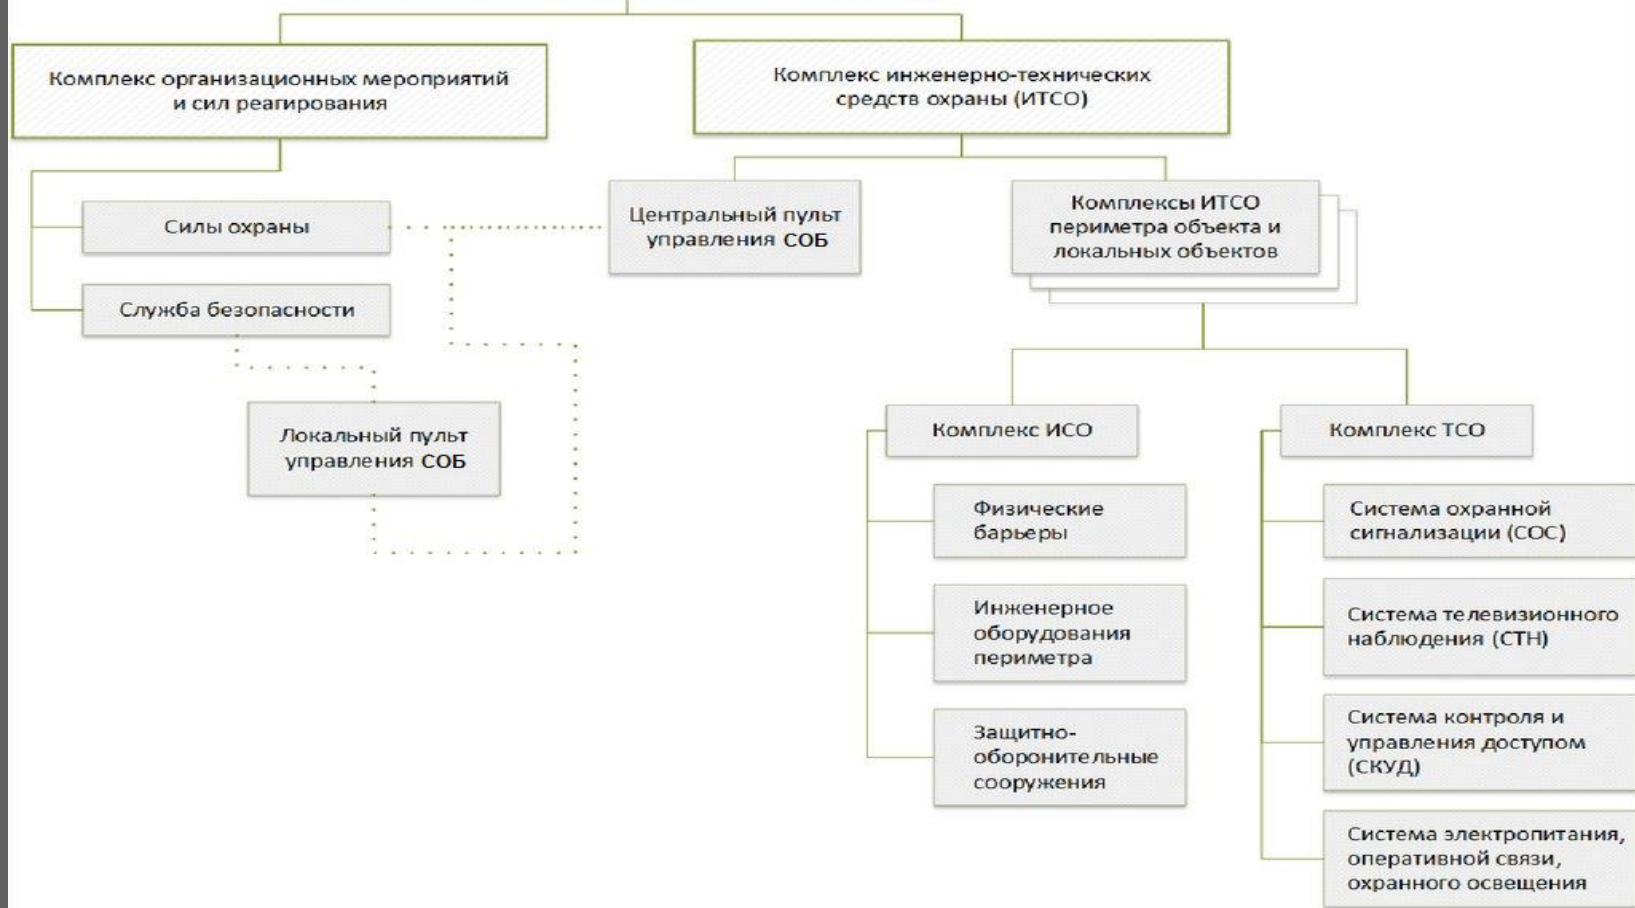 Комплекс организационных мероприятий
и сил реагирования
Комплекс инженерно-технических
средств охраны (ИТСО)
Силы охраны
Служба безопасности
Локальный пульт
управления СОБ
Центральный пульт
управления СОБ
Комплексы ИТСО
периметра объекта и
локальных объектов
Комплекс ИСО
Физические
барьеры
Инженерное
оборудования
периметра
Защитно-
оборонительные
сооружения
Комплекс ТСО
Система охранной
сигнализации (СОС)
Система телевизионного
наблюдения (СТН)
Система контроля и
управления доступом
(СКУД)
Система электропитания,
оперативной связи,
охранного освещения